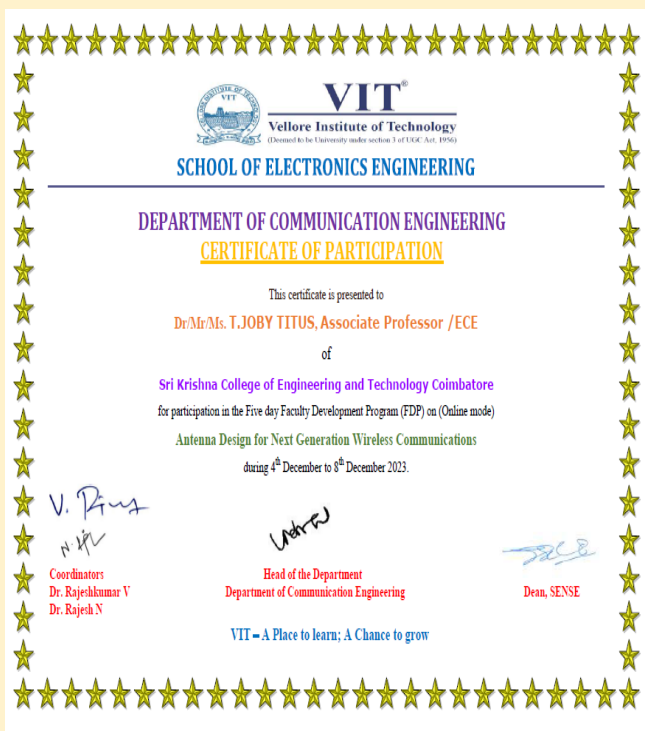 VIT
VIT®
Vellore Institute of Technology
(Deemed to be University under section 3 of UGC Act, 1956)
SCHOOL OF ELECTRONICS ENGINEERING
DEPARTMENT OF COMMUNICATION ENGINEERING
CERTIFICATE OF PARTICIPATION
This certificate is presented to
Dr/Mr/Ms. T.JOBY TITUS, Associate Professor /ECE
of
Sri Krishna College of Engineering and Technology Coimbatore
for participation in the Five day Faculty Development Program (FDP) on (Online mode)
Antenna Design for Next Generation Wireless Communications
during 4th December to 8th December 2023.
Coordinators
Dr. Rajeshkumar V
Dr. Rajesh N
Head of the Department
Department of Communication Engineering
Dean, SENSE
VIT – A Place to learn; A Chance to grow